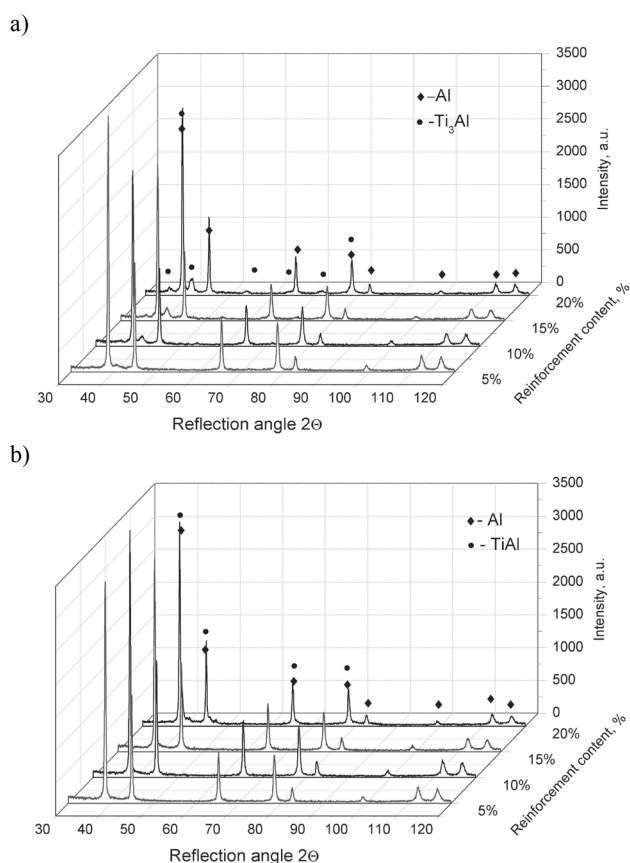 a)
3500
3000
2500
2000
1500
1000
500
0
Intensity, a.u.
♦ –Al
● -Ti₃Al
20%
15%
10%
5%
Reinforcement content, %
30 40 50 60 70 80 90 100 110 120
Reflection angle 2Θ
b)
3500
3000
2500
2000
1500
1000
500
0
Intensity, a.u.
♦ - Al
● - TiAl
20%
15%
10%
5%
Reinforcement content, %
30 40 50 60 70 80 90 100 110 120
Reflection angle 2Θ